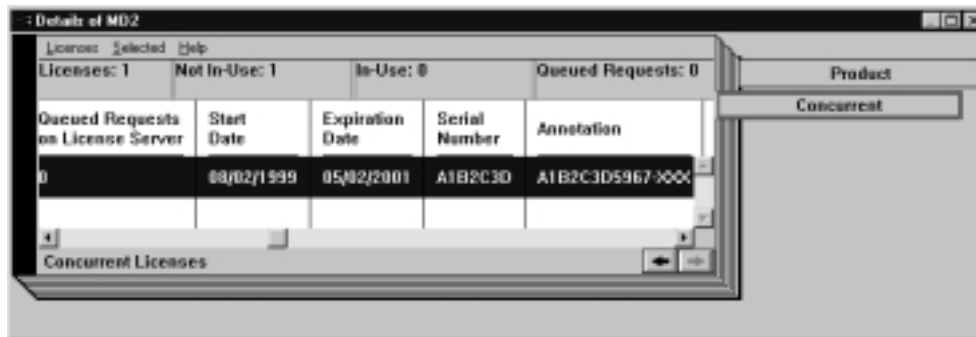 Details of MD2
Licenses Selected Help
Licenses: 1 Not In-Use: 1 In-Use: 0 Queued Requests: 0
Product
Concurrent
Queued Requests on License Server Start Date Expiration Date Serial Number Annotation
0 08/02/1999 05/02/2001 A1B2C3D A1B2C3D5967-XXX
Concurrent Licenses